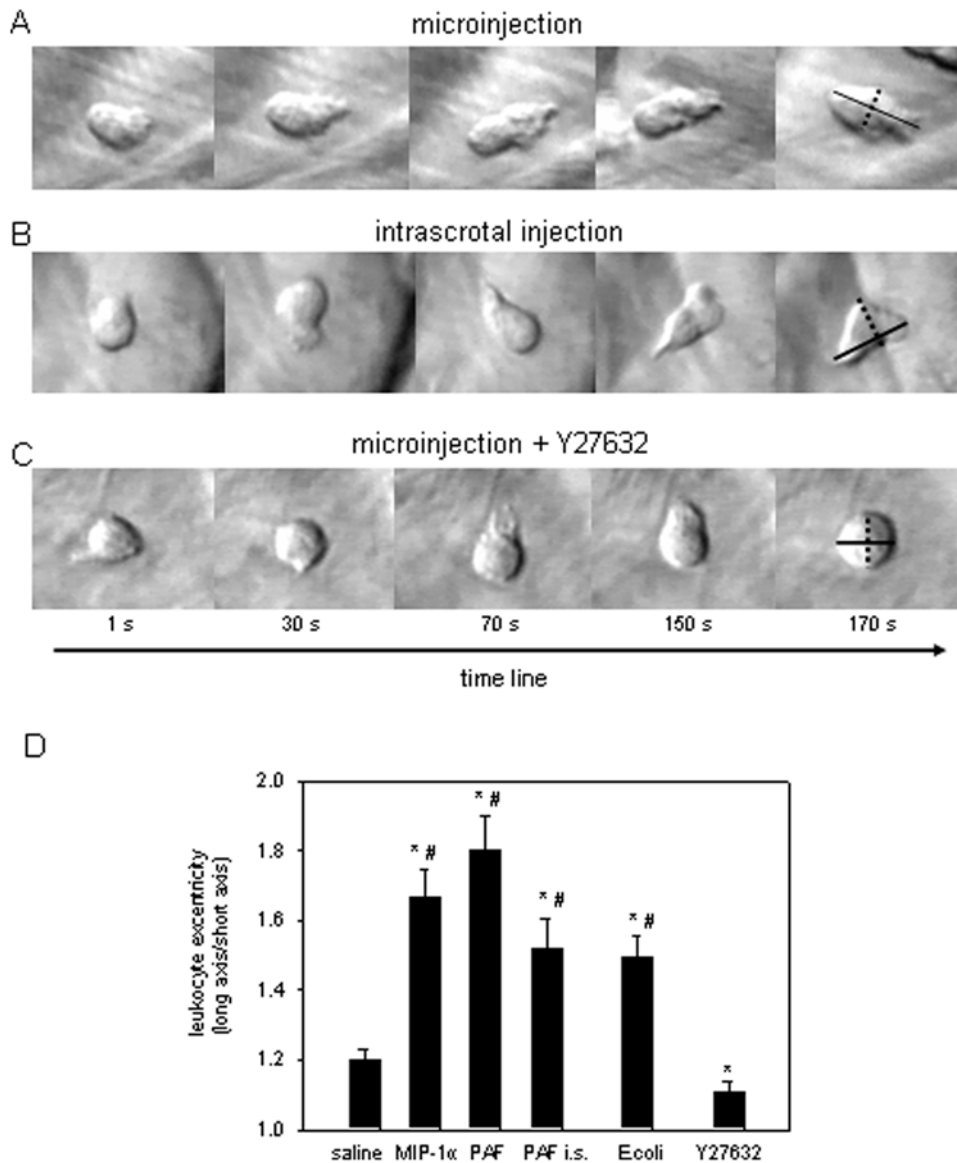 A
microinjection
B
intrascrotal injection
C
microinjection + Y27632
1 s 30 s 70 s 150 s 170 s
time line
D
leukocyte excentricity
(long axis/short axis)
2.0
1.8
1.6
1.4
1.2
1.0
* #
* #
* #
* #
*
saline MIP-1α PAF PAF i.s. E.coli Y27632